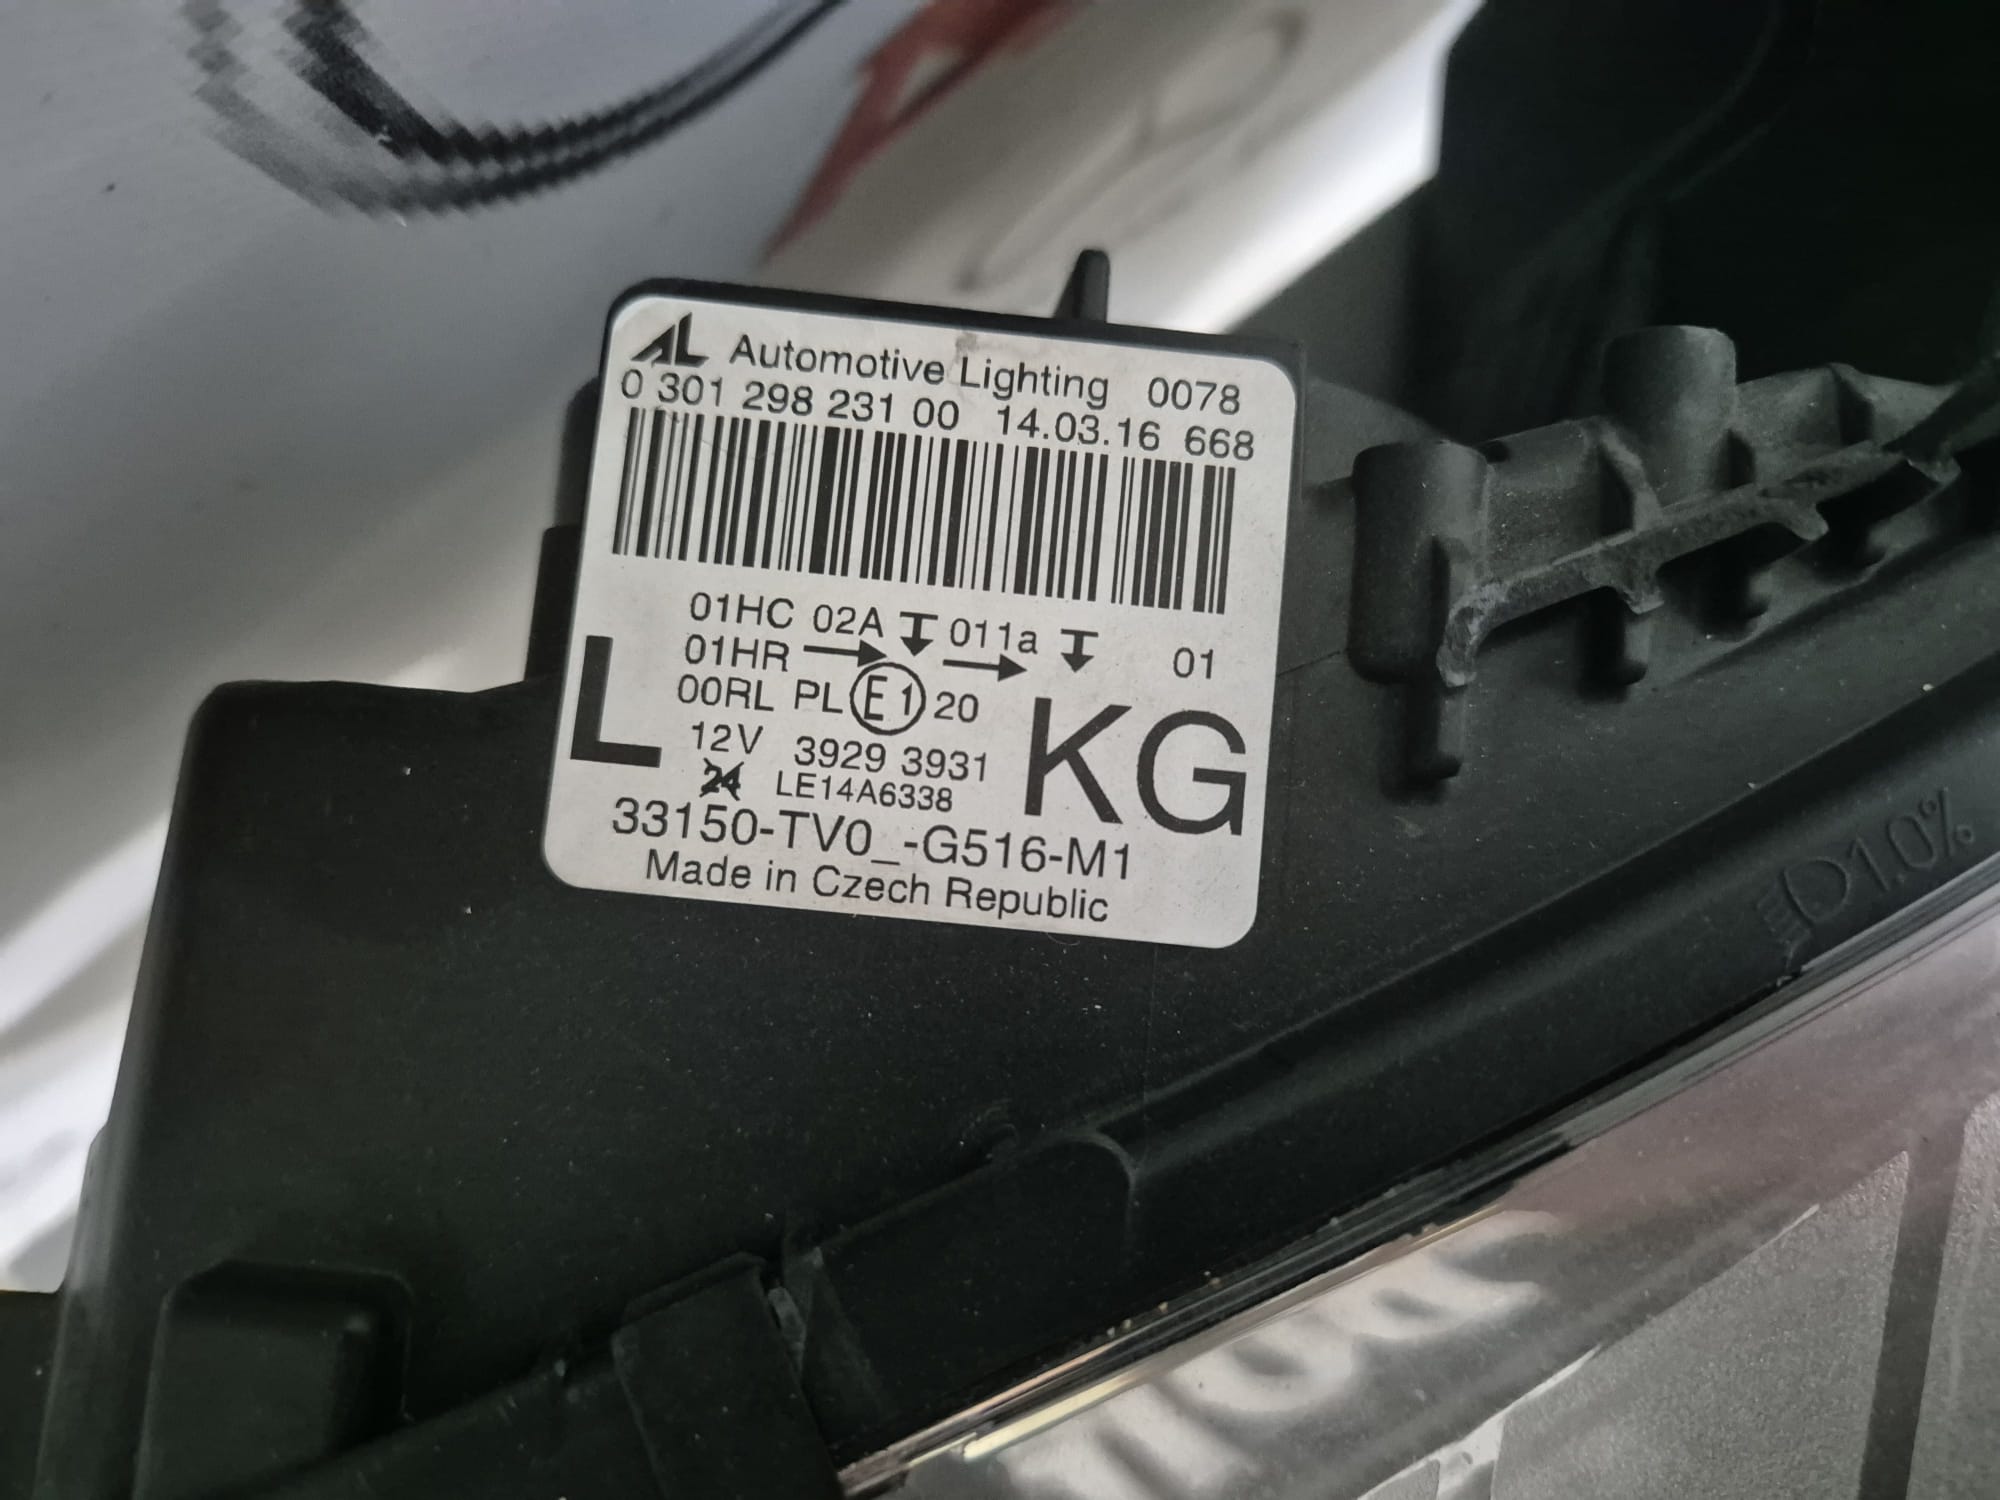 AL Automotive Lighting 0078
0 301 298 231 00 14.03.16 668
01HC 02A 011a 01
01HR
00RL PL E1 20
L
12V 3929 3931
KG
24 LE14A6338
33150-TV0_-G516-M1
Made in Czech Republic
1.0%